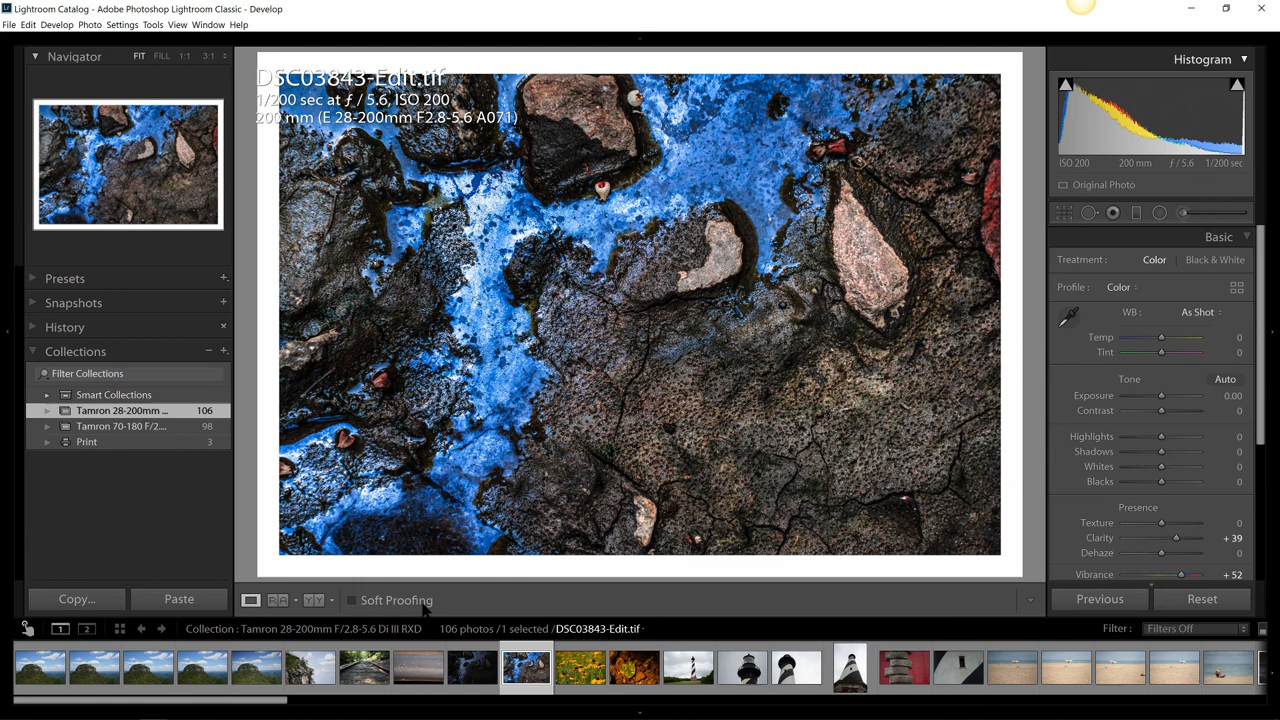 Lightroom Catalog - Adobe Photoshop Lightroom Classic - Develop
File Edit Develop Photo Settings Tools View Window Help
Navigator FIT FILL 1:1 3:1
Presets
Snapshots
History
Collections
Filter Collections
Smart Collections
Tamron 28-200mm ... 106
Tamron 70-180 F/2.... 98
Print 3
Copy... Paste
DSC03843-Edit.tif
1/200 sec at ƒ / 5.6, ISO 200
200 mm (E 28-200mm F2.8-5.6 A071)
Soft Proofing
Histogram
ISO 200 200 mm ƒ / 5.6 1/200 sec
Original Photo
Basic
Treatment : Color Black & White
Profile : Color
WB : As Shot
Temp 0
Tint 0
Tone Auto
Exposure 0.00
Contrast 0
Highlights 0
Shadows 0
Whites 0
Blacks 0
Presence
Texture 0
Clarity + 39
Dehaze 0
Vibrance + 52
Previous Reset
1 2 Collection : Tamron 28-200mm F/2.8-5.6 Di III RXD 106 photos / 1 selected / DSC03843-Edit.tif Filter : Filters Off